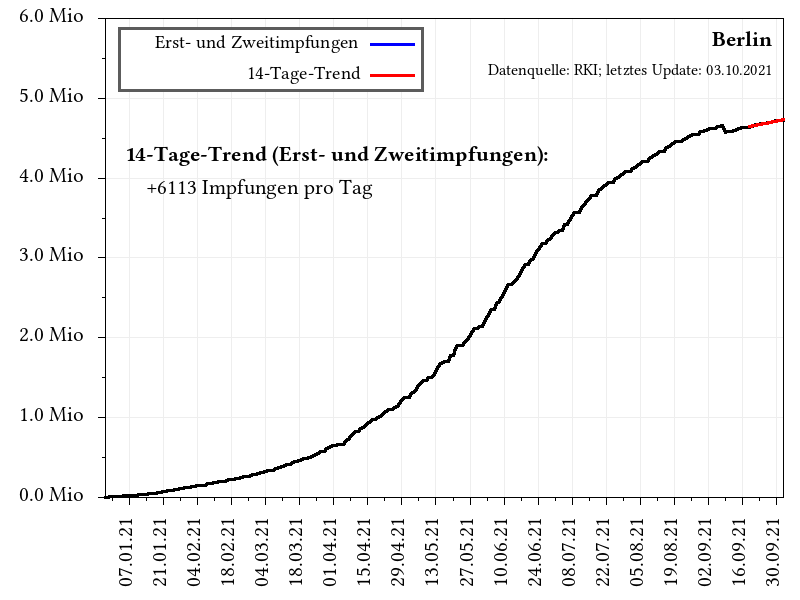 6.0 Mio
5.0 Mio
4.0 Mio
3.0 Mio
2.0 Mio
1.0 Mio
0.0 Mio
Erst- und Zweitimpfungen
14-Tage-Trend
Berlin
Datenquelle: RKI; letztes Update: 03.10.2021
14-Tage-Trend (Erst- und Zweitimpfungen):
+6113 Impfungen pro Tag
07.01.21
21.01.21
04.02.21
18.02.21
04.03.21
18.03.21
01.04.21
15.04.21
29.04.21
13.05.21
27.05.21
10.06.21
24.06.21
08.07.21
22.07.21
05.08.21
19.08.21
02.09.21
16.09.21
30.09.21